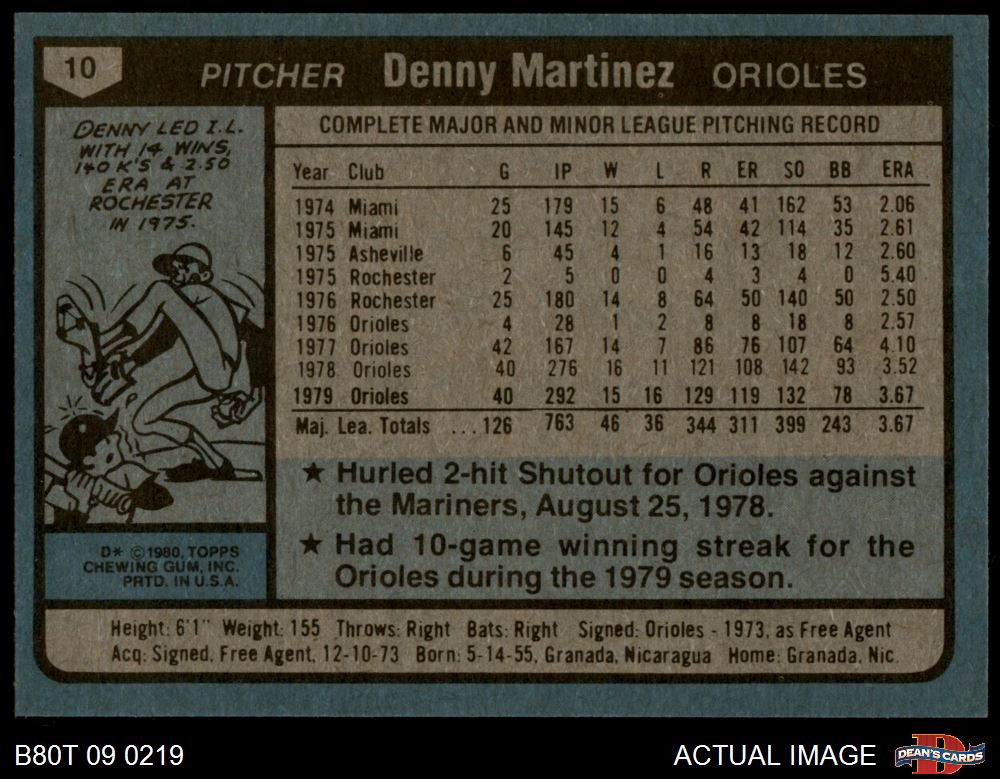 10
PITCHER Denny Martinez ORIOLES
DENNY LED I.L.
WITH 14 WINS,
140 K'S & 2.50
ERA AT
ROCHESTER
IN 1975.
D* ©1980, TOPPS
CHEWING GUM, INC.
PRTD. IN U.S.A.
COMPLETE MAJOR AND MINOR LEAGUE PITCHING RECORD
Year Club G IP W L R ER SO BB ERA
1974 Miami 25 179 15 6 48 41 162 53 2.06
1975 Miami 20 145 12 4 54 42 114 35 2.61
1975 Asheville 6 45 4 1 16 13 18 12 2.60
1975 Rochester 2 5 0 0 4 3 4 0 5.40
1976 Rochester 25 180 14 8 64 50 140 50 2.50
1976 Orioles 4 28 1 2 8 8 18 8 2.57
1977 Orioles 42 167 14 7 86 76 107 64 4.10
1978 Orioles 40 276 16 11 121 108 142 93 3.52
1979 Orioles 40 292 15 16 129 119 132 78 3.67
Maj. Lea. Totals ...126 763 46 36 344 311 399 243 3.67
★ Hurled 2-hit Shutout for Orioles against
the Mariners, August 25, 1978.
★ Had 10-game winning streak for the
Orioles during the 1979 season.
Height: 6'1" Weight: 155 Throws: Right Bats: Right Signed: Orioles - 1973, as Free Agent
Acq: Signed, Free Agent, 12-10-73 Born: 5-14-55, Granada, Nicaragua Home: Granada, Nic.
B80T 09 0219
ACTUAL IMAGE
D
DEAN'S CARDS